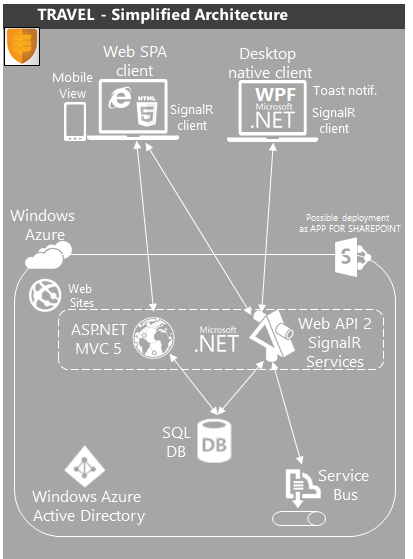 TRAVEL - Simplified Architecture
Web SPA
client
Desktop
native client
Mobile
View
HTML
5
SignalR
client
WPF
Microsoft
.NET
Toast notif.
SignalR
client
Windows
Azure
Possible deployment
as APP FOR SHAREPOINT
S
Web
Sites
ASP.NET
MVC 5
Microsoft
.NET
Web API 2
SignalR
Services
SQL
DB
DB
Service
Bus
Windows Azure
Active Directory